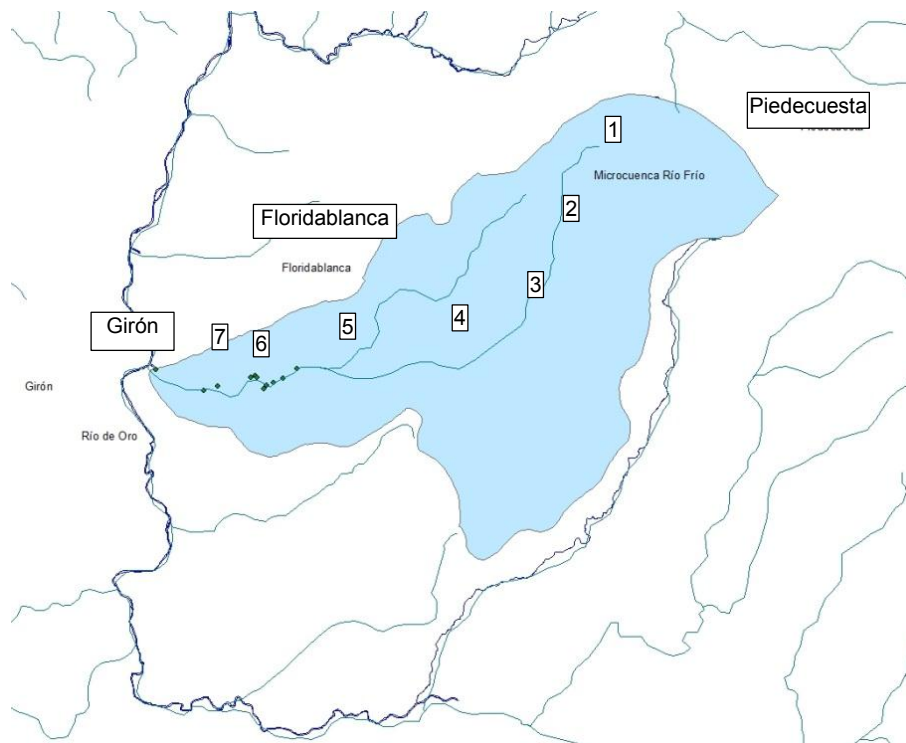 1
Piedecuesta
Microcuenca Río Frío
2
Floridablanca
Floridablanca
3
4
5
7
6
Girón
Girón
Río de Oro